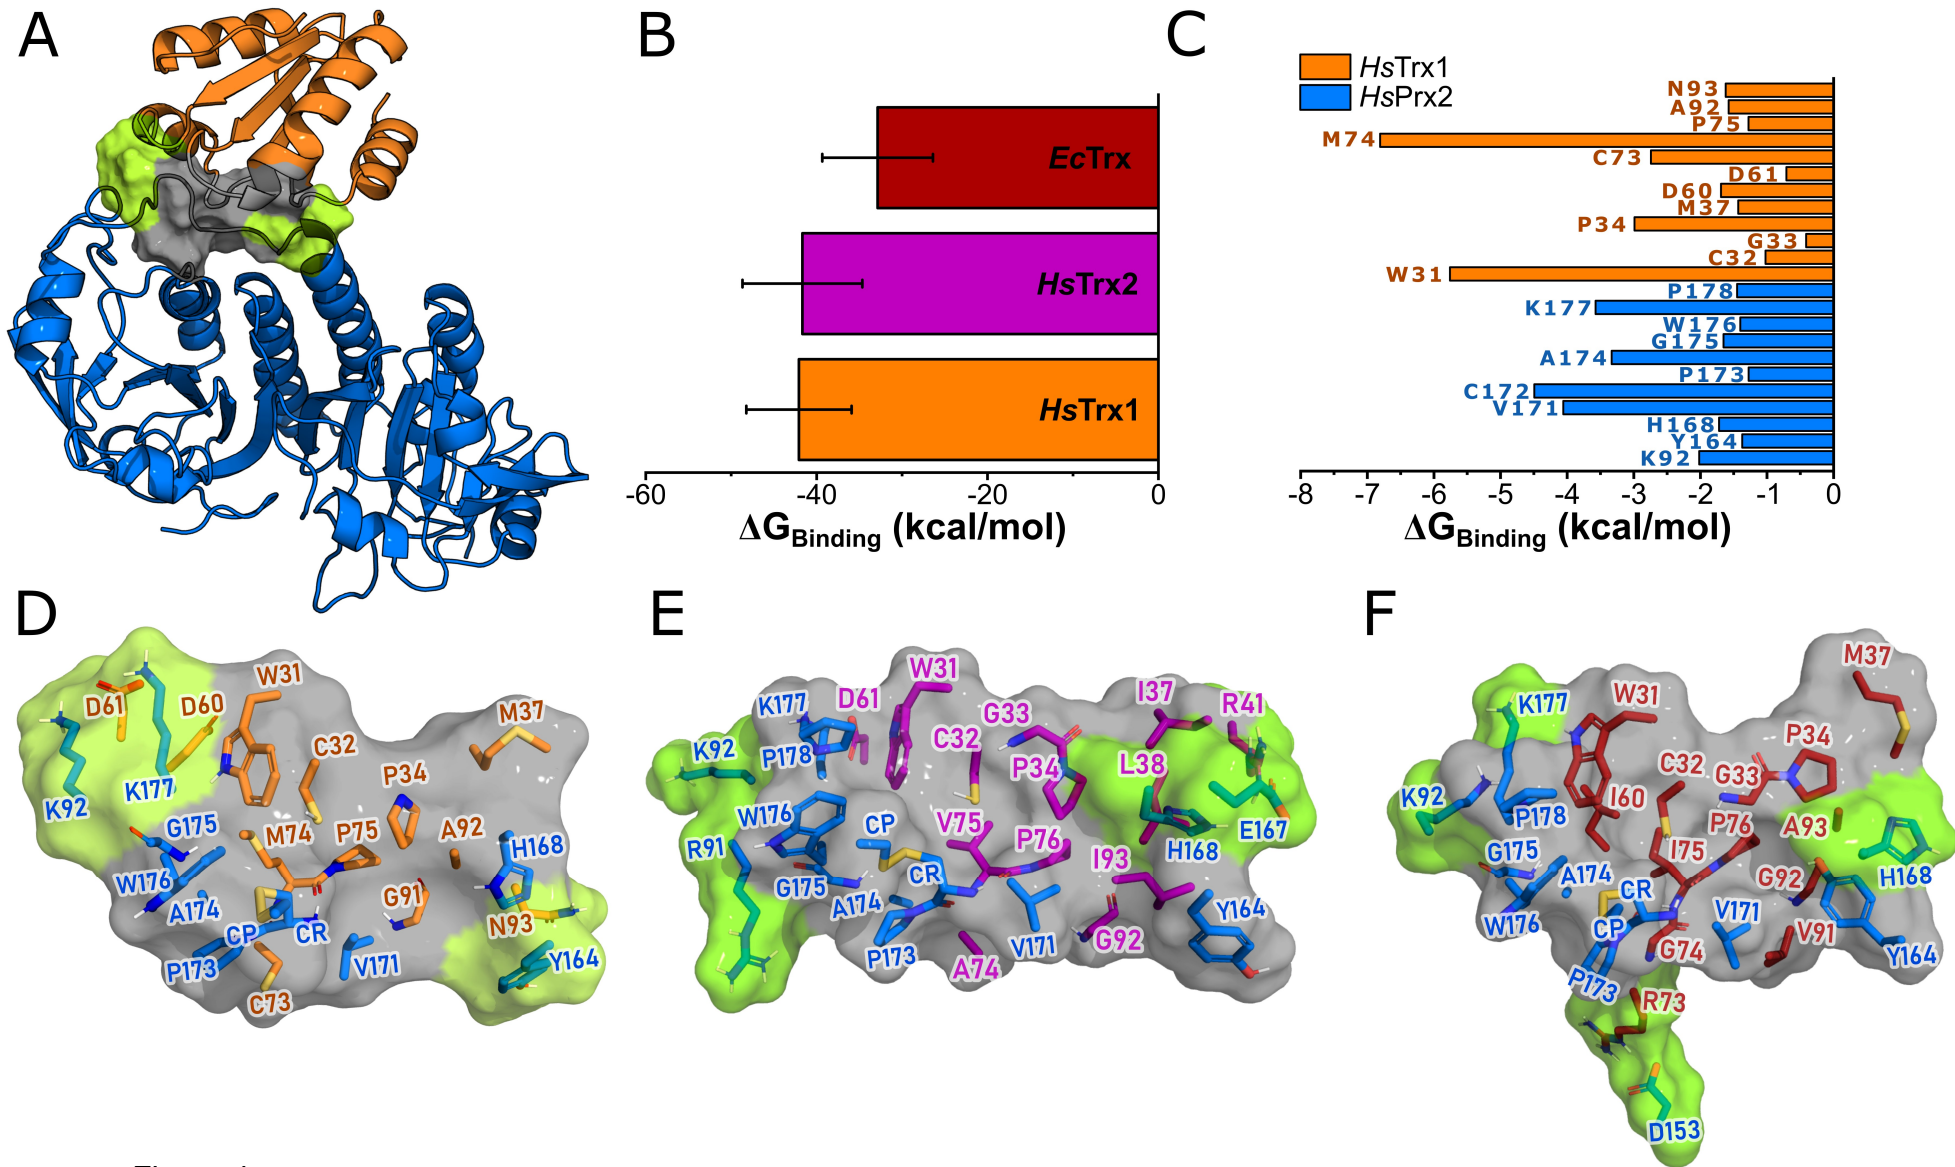 A
B
C
HsTrx1
HsPrx2
EcTrx
HsTrx2
HsTrx1
-60
-40
-20
0
ΔGBinding (kcal/mol)
N93
A92
P75
M74
C73
D61
D60
M37
P34
G33
C32
W31
P178
K177
W176
G175
A174
P173
C172
V171
H168
Y164
K92
-8
-7
-6
-5
-4
-3
-2
-1
0
ΔGBinding (kcal/mol)
D
W31
D61
D60
M37
C32
P34
K177
K92
G175
M74
P75
A92
H168
W176
A174
G91
N93
CP
CR
P173
V171
Y164
C73
E
W31
K177
D61
I37
R41
G33
C32
K92
P178
P34
L38
W176
CP
V75
E167
R91
P76
H168
I93
G175
CR
A174
Y164
P173
V171
G92
A74
F
M37
K177
W31
P34
C32
G33
K92
I60
P178
P76
A93
G175
I75
A174
CR
G92
H168
W176
CP
V171
V91
G74
Y164
P173
R73
D153